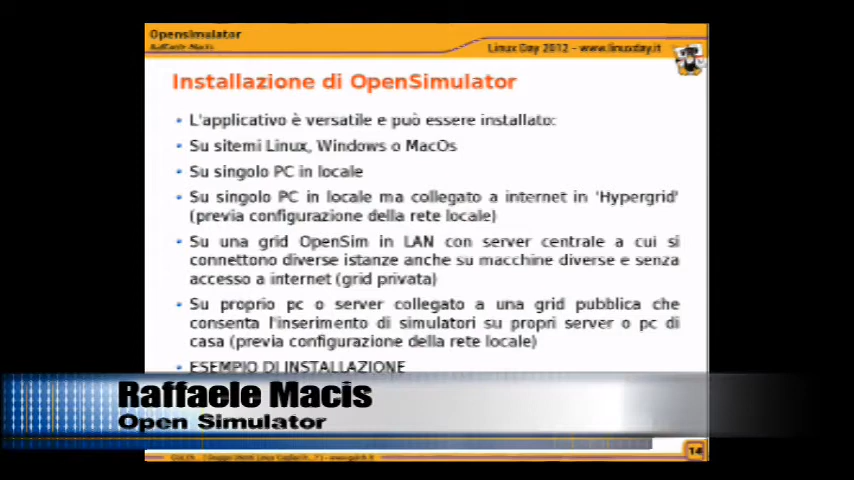 Opensimulator
Raffaele Macis
Linux Day 2012 - www.linuxday.it
Installazione di OpenSimulator
• L'applicativo è versatile e può essere installato:
• Su sitemi Linux, Windows o MacOs
• Su singolo PC in locale
• Su singolo PC in locale ma collegato a internet in 'Hypergrid'
(previa configurazione della rete locale)
• Su una grid OpenSim in LAN con server centrale a cui si
connettono diverse istanze anche su macchine diverse e senza
accesso a internet (grid privata)
• Su proprio pc o server collegato a una grid pubblica che
consenta l'inserimento di simulatori su propri server o pc di
casa (previa configurazione della rete locale)
• ESEMPIO DI INSTALLAZIONE
Raffaele Macis
Open Simulator
14